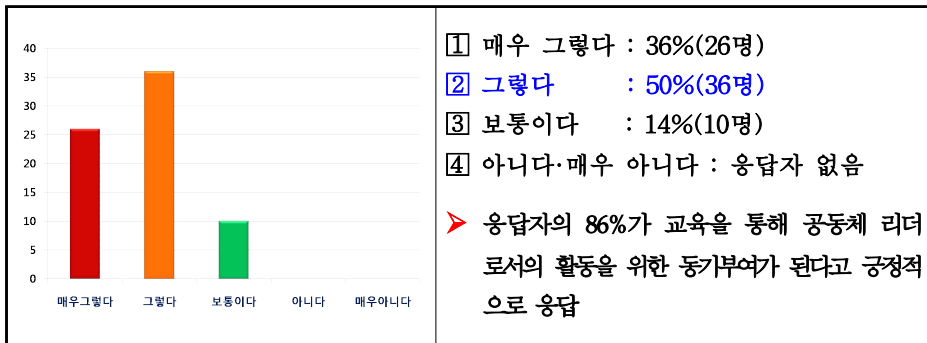 40
35
30
25
20
15
10
5
0
매우그렇다 그렇다 보통이다 아니다 매우아니다
1 매우 그렇다 : 36%(26명)
2 그렇다 : 50%(36명)
3 보통이다 : 14%(10명)
4 아니다·매우 아니다 : 응답자 없음
➢ 응답자의 86%가 교육을 통해 공동체 리더
로서의 활동을 위한 동기부여가 된다고 긍정적
으로 응답